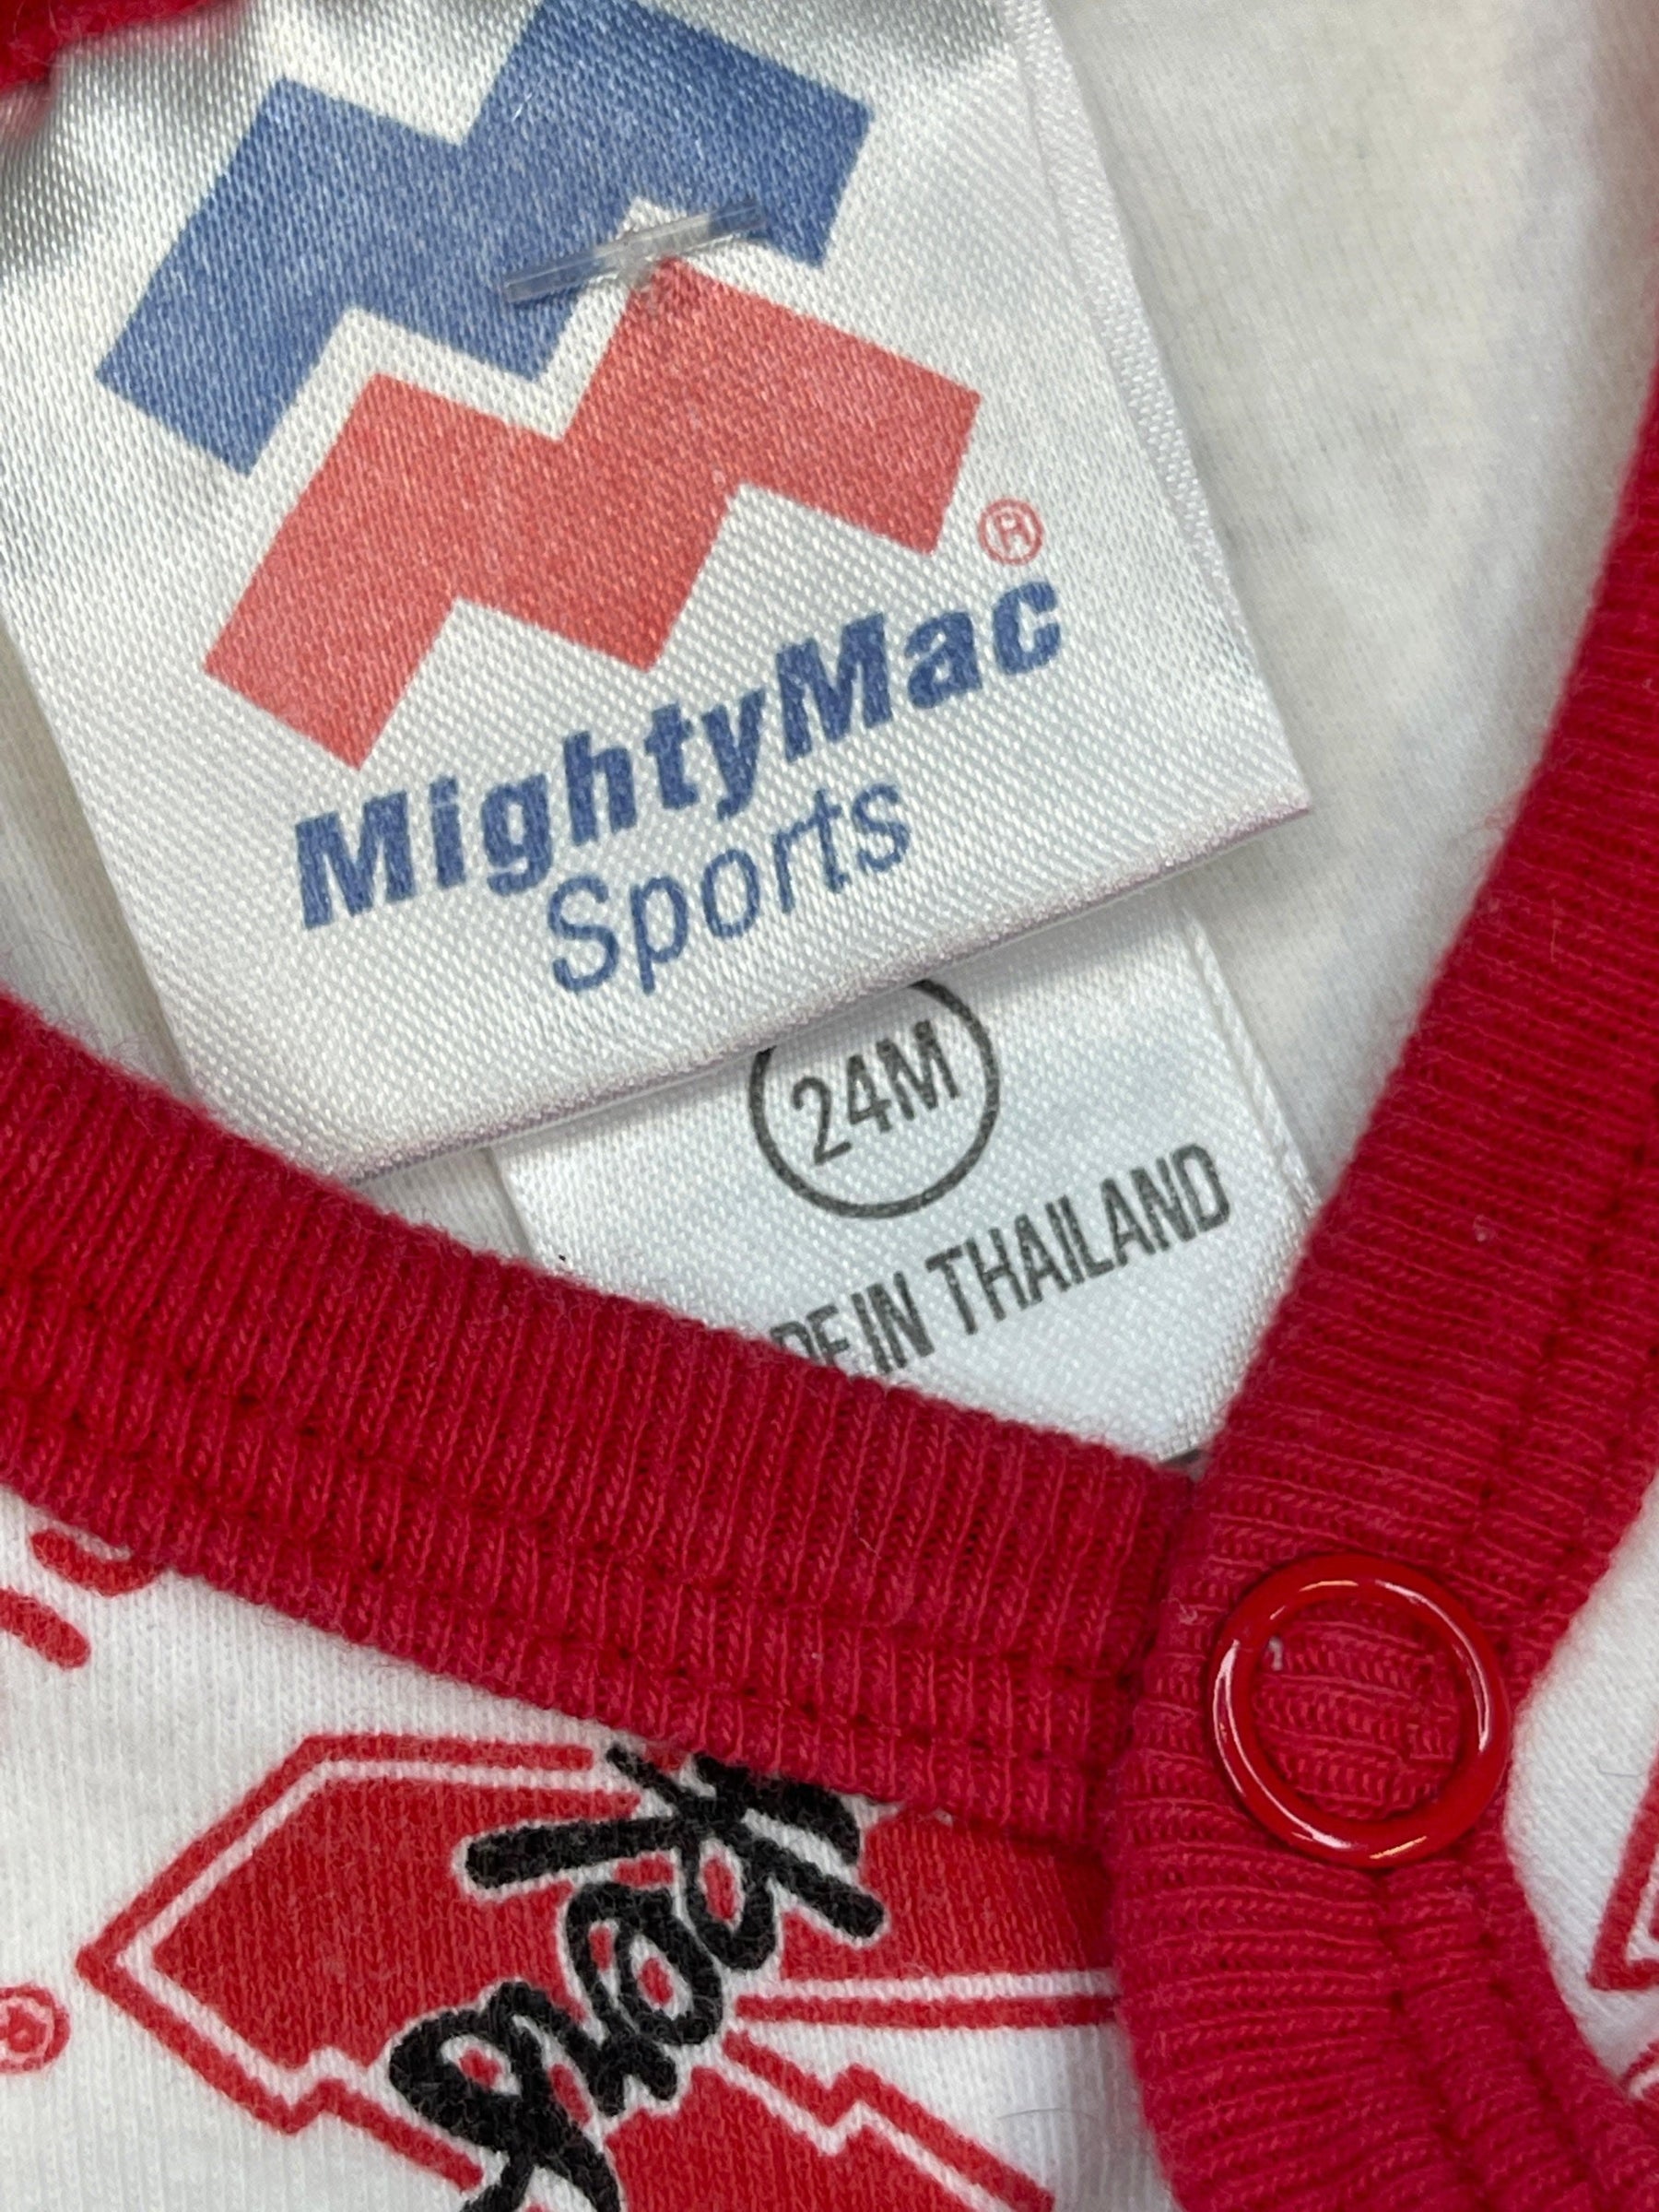 ®
MightyMac
Sports
24M
DE IN THAILAND